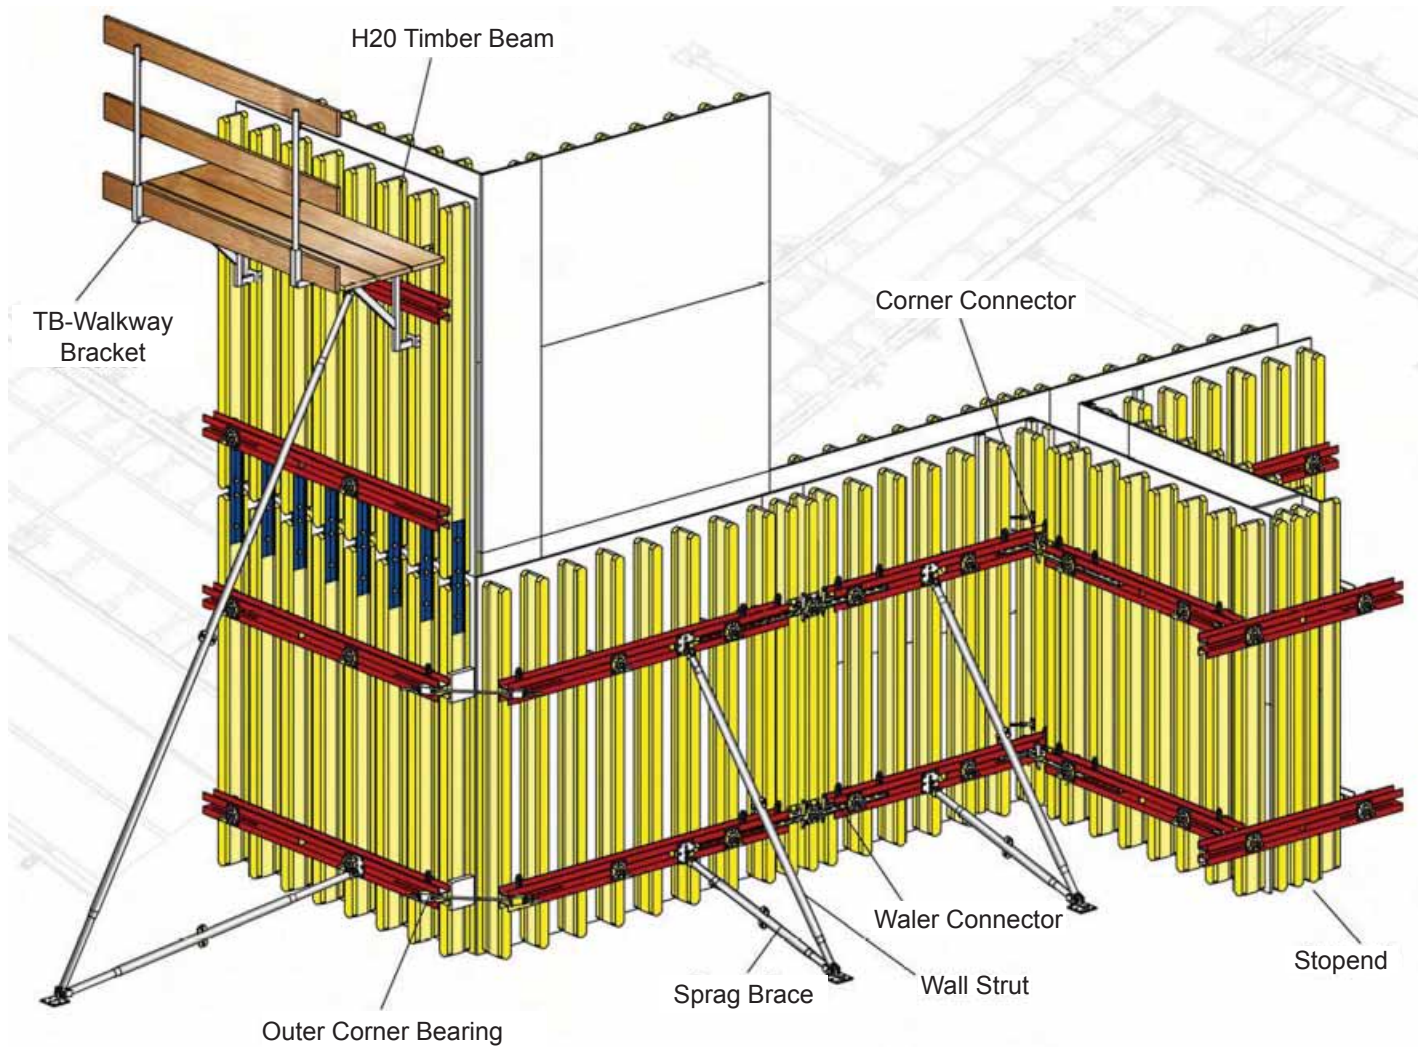 H20 Timber Beam
TB-Walkway
Bracket
Corner Connector
Waler Connector
Stopend
Wall Strut
Sprag Brace
Outer Corner Bearing